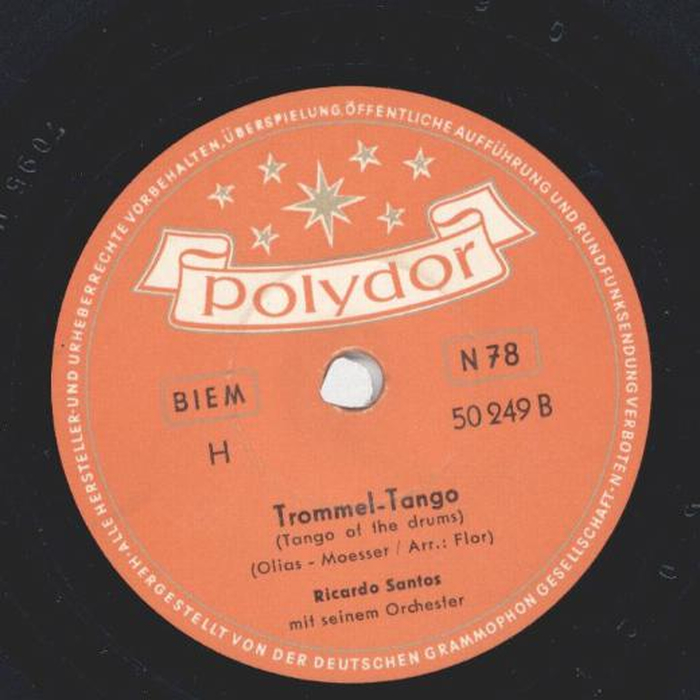 ·ALLE HERSTELLER-UND URHEBERRECHTE VORBEHALTEN, ÜBERSPIELUNG, ÖFFENTLICHE AUFFÜHRUNG UND RUNDFUNKSENDUNG VERBOTEN·
polydor
BIEM
N 78
H
50 249 B
Trommel-Tango
(Tango of the drums)
(Olias - Moesser / Arr.: Flor)
Ricardo Santos
mit seinem Orchester
HERGESTELLT VON DER DEUTSCHEN GRAMMOPHON GESELLSCHAFT·